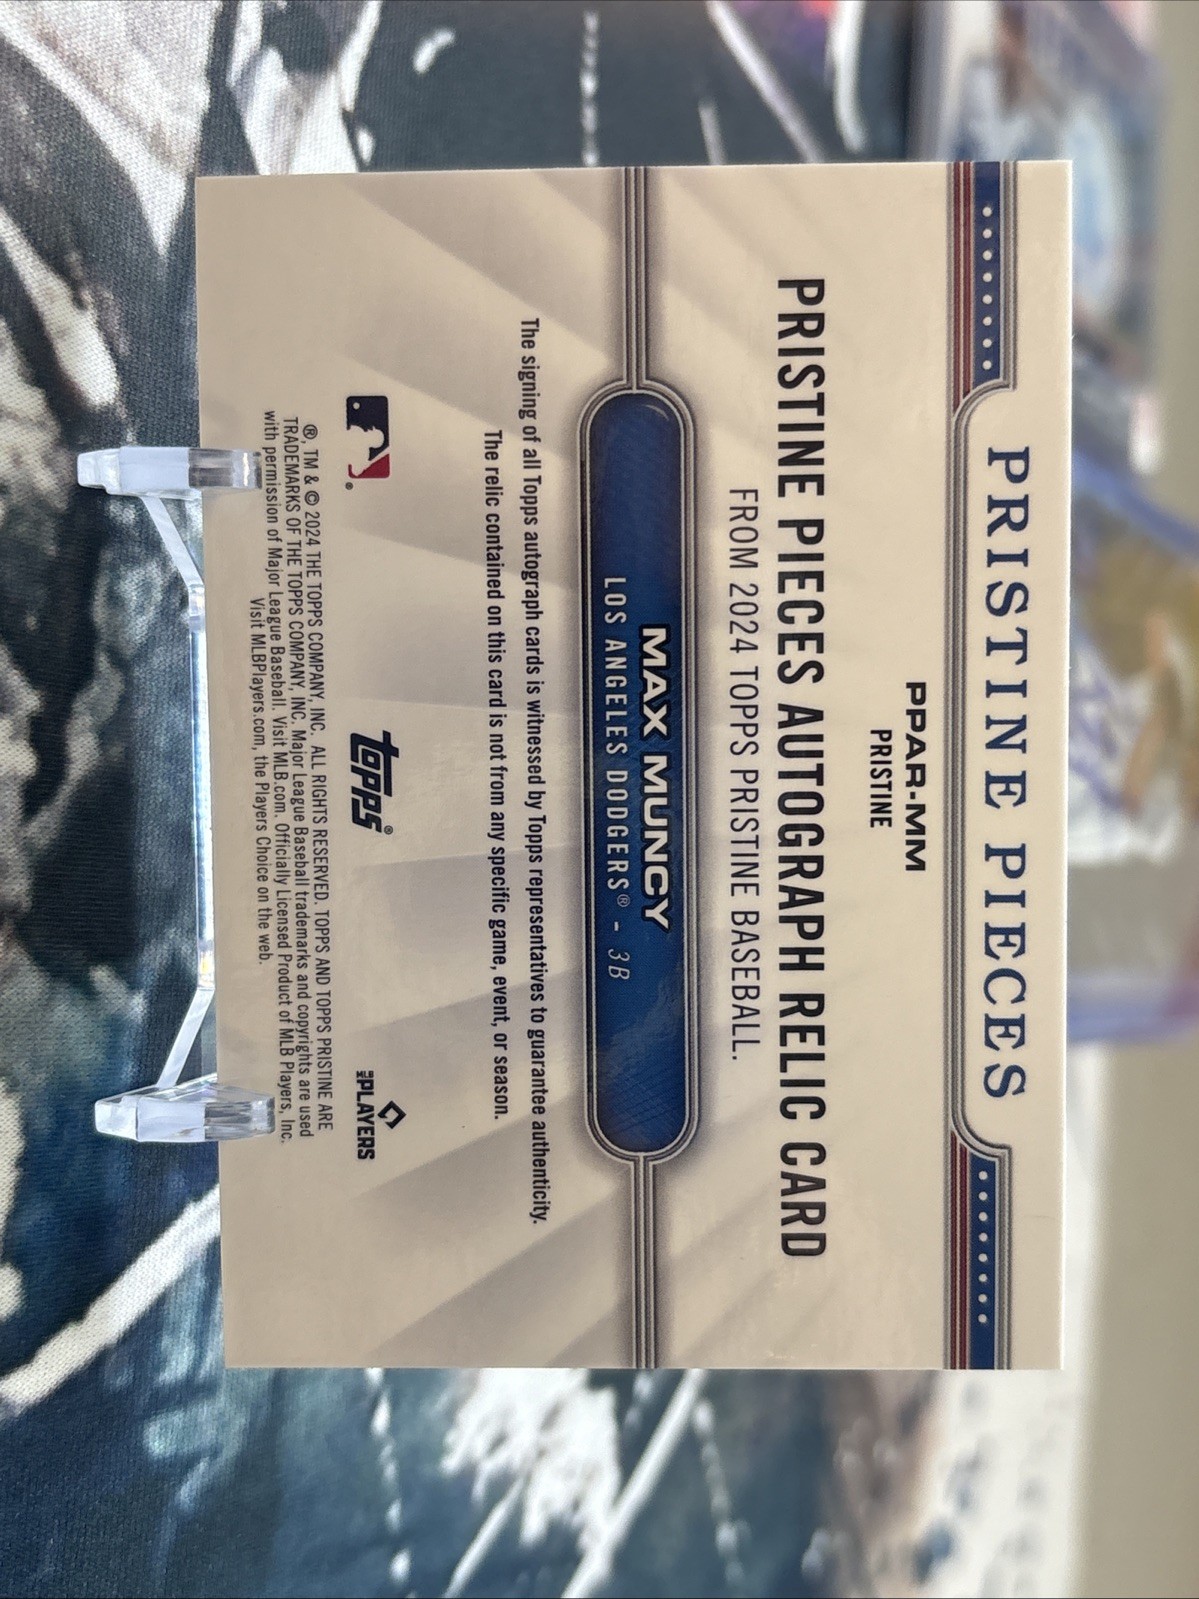 PRISTINE PIECES
PPAR-MM
PRISTINE
PRISTINE PIECES AUTOGRAPH RELIC CARD
FROM 2024 TOPPS PRISTINE BASEBALL.
MAX MUNCY
LOS ANGELES DODGERS® - 3B
The signing of all Topps autograph cards is witnessed by Topps representatives to guarantee authenticity.
The relic contained on this card is not from any specific game, event, or season.
topps®
MLB PLAYERS
®, TM & © 2024 THE TOPPS COMPANY, INC. ALL RIGHTS RESERVED. TOPPS AND TOPPS PRISTINE ARE
TRADEMARKS OF THE TOPPS COMPANY, INC. Major League Baseball trademarks and copyrights are used
with permission of Major League Baseball. Visit MLB.com. Officially Licensed Product of MLB Players, Inc.
Visit MLBPlayers.com, the Players Choice on the web.